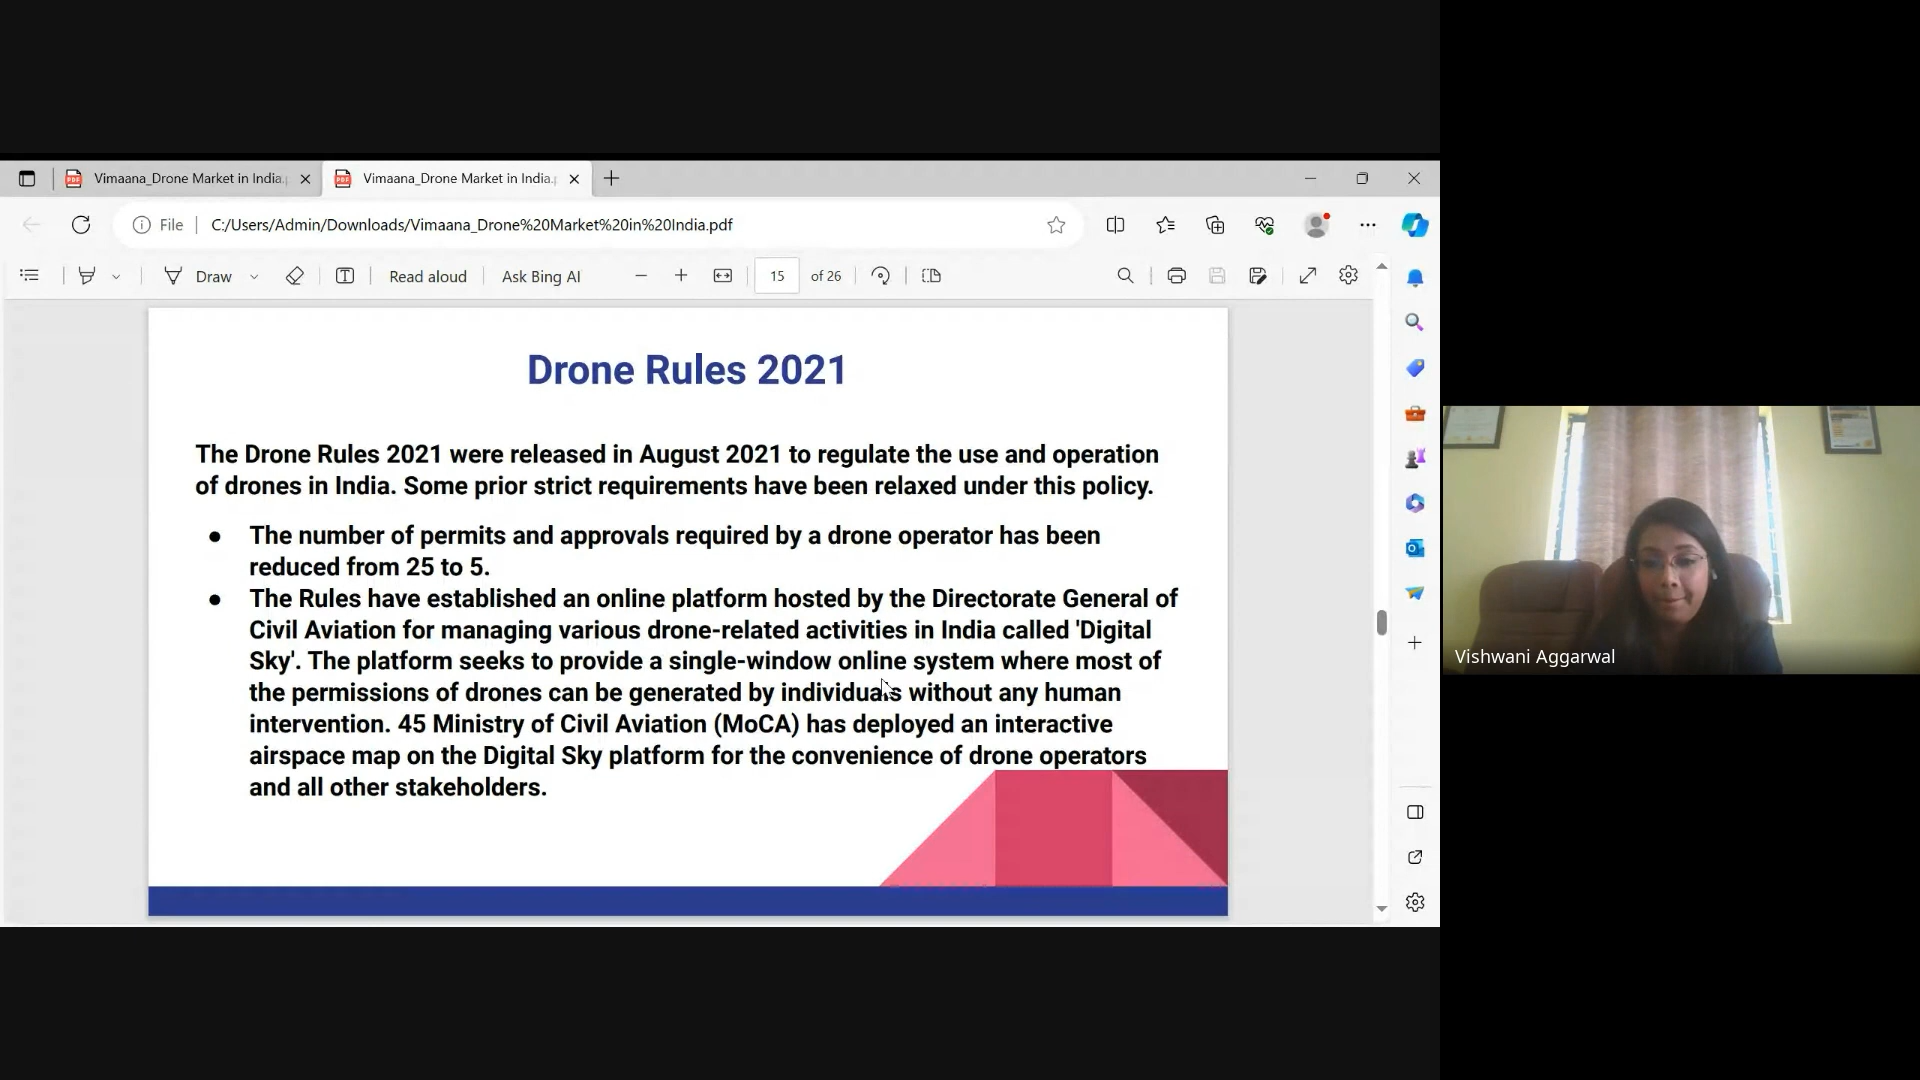 Vimaana_Drone Market in India.p
Vimaana_Drone Market in India.p
File
C:/Users/Admin/Downloads/Vimaana_Drone%20Market%20in%20India.pdf
Draw
Read aloud
Ask Bing AI
15
of 26
Drone Rules 2021
The Drone Rules 2021 were released in August 2021 to regulate the use and operation
of drones in India. Some prior strict requirements have been relaxed under this policy.
● The number of permits and approvals required by a drone operator has been
reduced from 25 to 5.
● The Rules have established an online platform hosted by the Directorate General of
Civil Aviation for managing various drone-related activities in India called 'Digital
Sky'. The platform seeks to provide a single-window online system where most of
the permissions of drones can be generated by individuals without any human
intervention. 45 Ministry of Civil Aviation (MoCA) has deployed an interactive
airspace map on the Digital Sky platform for the convenience of drone operators
and all other stakeholders.
Vishwani Aggarwal